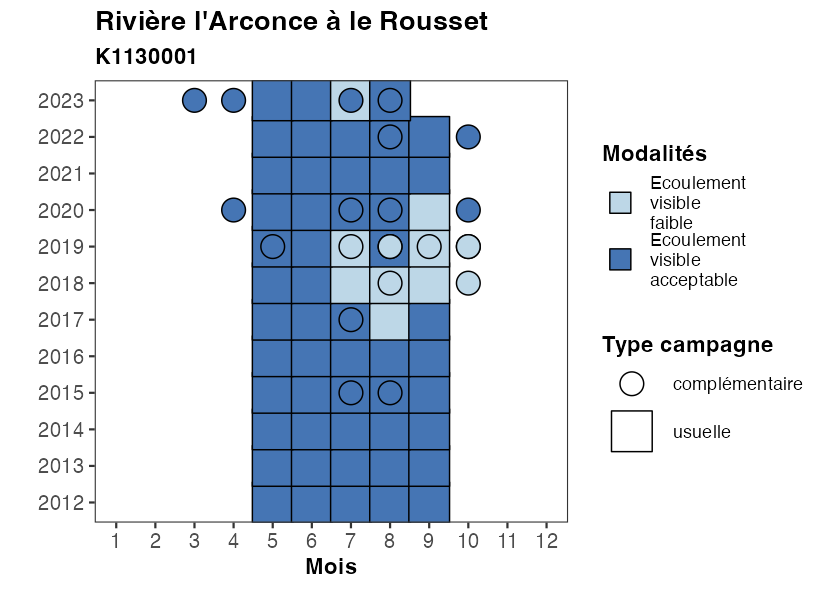 Rivière l'Arconce à le Rousset
K1130001
2023
2022
2021
2020
2019
2018
2017
2016
2015
2014
2013
2012
1 2 3 4 5 6 7 8 9 10 11 12
Mois
Modalités
Ecoulement
visible
faible
Ecoulement
visible
acceptable
Type campagne
complémentaire
usuelle